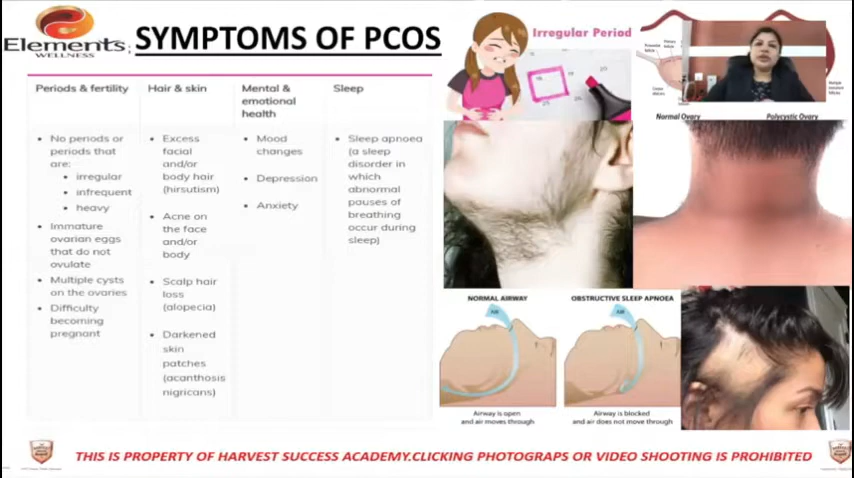 Elements;
WELLNESS
SYMPTOMS OF PCOS
Periods & fertility
No periods or
periods that
are:
irregular
infrequent
heavy
Immature
ovarian eggs
that do not
ovulate
Multiple cysts
on the ovaries
Difficulty
becoming
pregnant
Hair & skin
Excess
facial
and/or
body hair
(hirsutism)
Acne on
the face
and/or
body
Scalp hair
loss
(alopecia)
Darkened
skin
patches
(acanthosis
nigricans)
Mental &
emotional
health
Mood
changes
Depression
Anxiety
Sleep
Sleep apnoea
(a sleep
disorder in
which
abnormal
pauses of
breathing
occur during
sleep)
Irregular Period
Normal Ovary
Polycystic Ovary
NORMAL AIRWAY
AIR
Airway is open
and air moves through
OBSTRUCTIVE SLEEP APNOEA
AIR
Airway is blocked
and air does not move through
THIS IS PROPERTY OF HARVEST SUCCESS ACADEMY.CLICKING PHOTOGRAPS OR VIDEO SHOOTING IS PROHIBITED